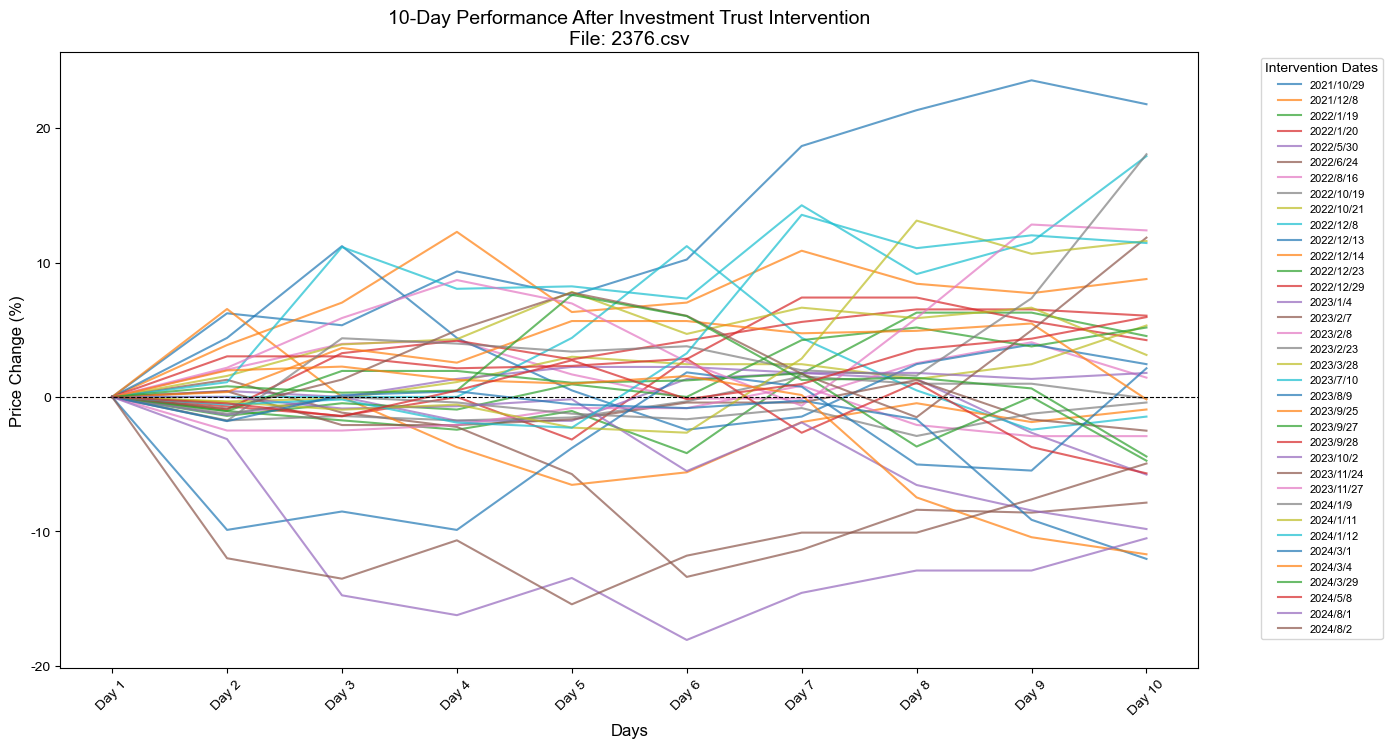 10-Day Performance After Investment Trust Intervention
File: 2376.csv
Price Change (%)
20
10
0
-10
-20
Day 1
Day 2
Day 3
Day 4
Day 5
Day 6
Day 7
Day 8
Day 9
Day 10
Days
Intervention Dates
2021/10/29
2021/12/8
2022/1/19
2022/1/20
2022/5/30
2022/6/24
2022/8/16
2022/10/19
2022/10/21
2022/12/8
2022/12/13
2022/12/14
2022/12/23
2022/12/29
2023/1/4
2023/2/7
2023/2/8
2023/2/23
2023/3/28
2023/7/10
2023/8/9
2023/9/25
2023/9/27
2023/9/28
2023/10/2
2023/11/24
2023/11/27
2024/1/9
2024/1/11
2024/1/12
2024/3/1
2024/3/4
2024/3/29
2024/5/8
2024/8/1
2024/8/2